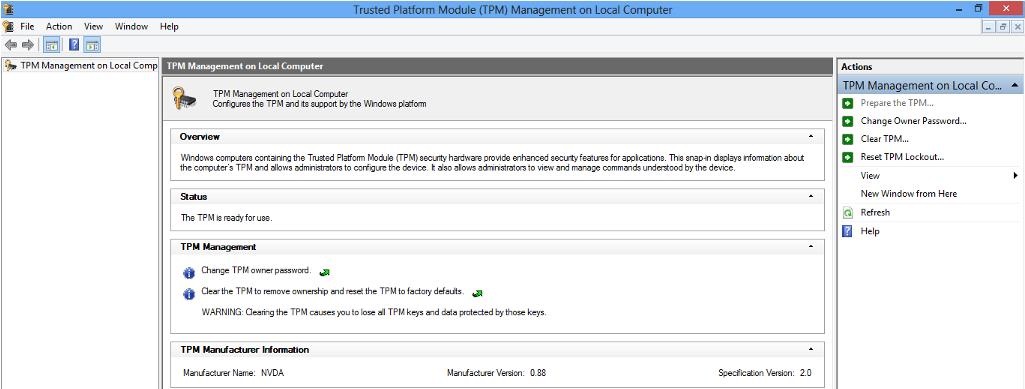 Trusted Platform Module (TPM) Management on Local Computer
File Action View Window Help
TPM Management on Local Comp
TPM Management on Local Computer
TPM Management on Local Computer
Configures the TPM and its support by the Windows platform
Overview
Windows computers containing the Trusted Platform Module (TPM) security hardware provide enhanced security features for applications. This snap-in displays information about
the computer's TPM and allows administrators to configure the device. It also allows administrators to view and manage commands understood by the device.
Status
The TPM is ready for use.
TPM Management
Change TPM owner password.
Clear the TPM to remove ownership and reset the TPM to factory defaults.
WARNING: Clearing the TPM causes you to lose all TPM keys and data protected by those keys.
TPM Manufacturer Information
Manufacturer Name: NVDA Manufacturer Version: 0.88 Specification Version: 2.0
Actions
TPM Management on Local Co...
Prepare the TPM...
Change Owner Password...
Clear TPM...
Reset TPM Lockout...
View
New Window from Here
Refresh
Help